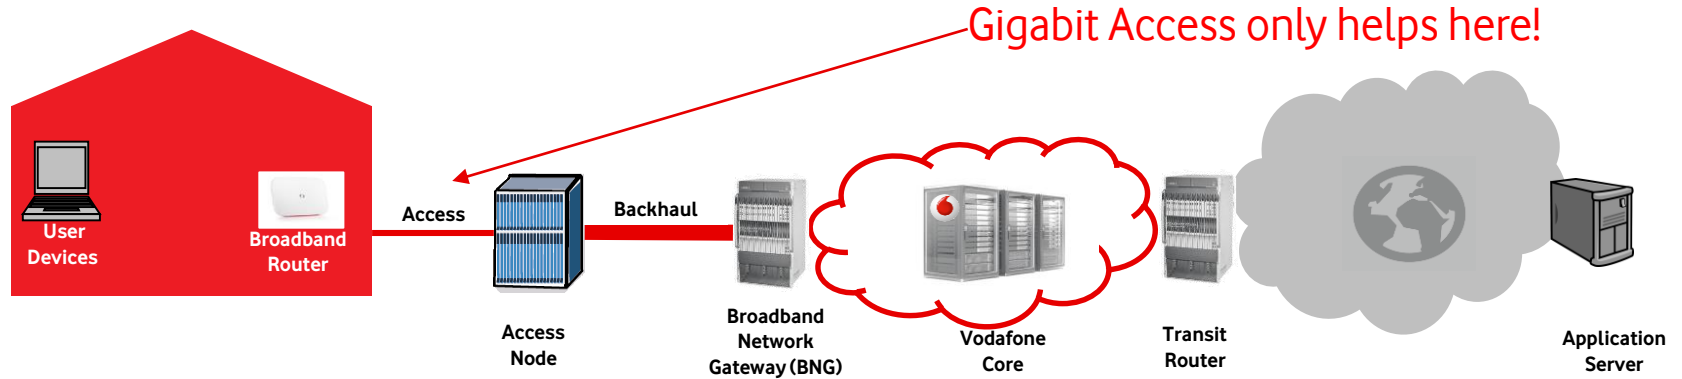 Gigabit Access only helps here!
User
Devices
Broadband
Router
Access
Access
Node
Backhaul
Broadband
Network
Gateway (BNG)
Vodafone
Core
Transit
Router
Application
Server